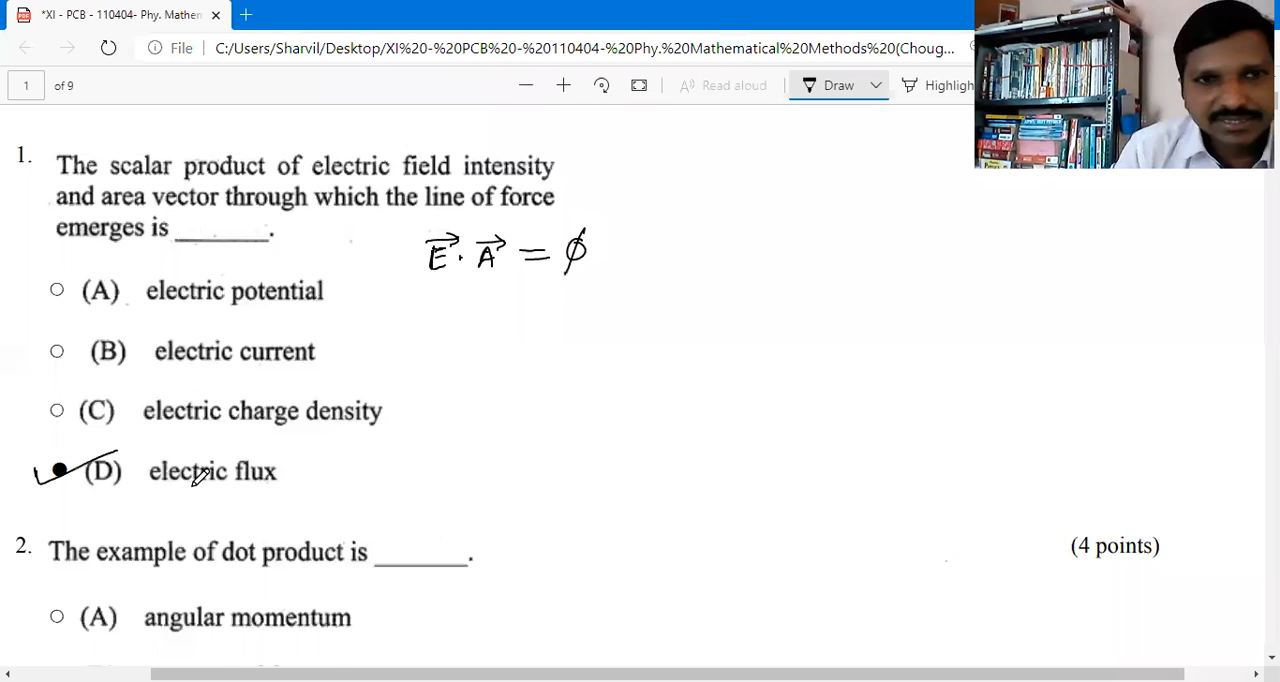 *XI - PCB - 110404- Phy. Mathen
File C:/Users/Sharvil/Desktop/XI%20-%20PCB%20-%20110404-%20Phy.%20Mathematical%20Methods%20(Choug...
1 of 9 Read aloud Draw Highligh
1. The scalar product of electric field intensity
and area vector through which the line of force
emerges is ______.
E⃗ · A⃗ = ϕ
(A) electric potential
(B) electric current
(C) electric charge density
(D) electric flux
2. The example of dot product is ______.
(4 points)
(A) angular momentum